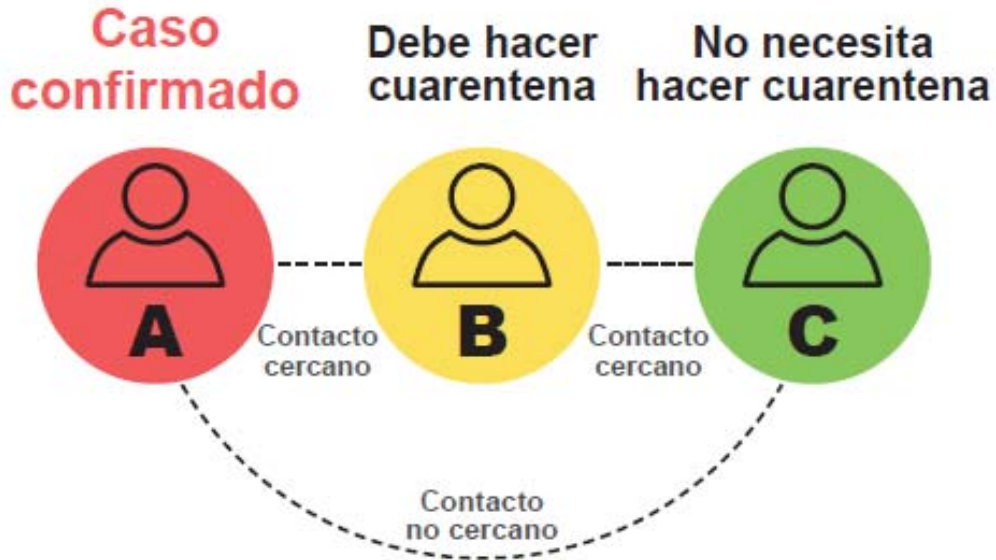 Caso
confirmado
Debe hacer
cuarentena
No necesita
hacer cuarentena
A
B
C
Contacto
cercano
Contacto
cercano
Contacto
no cercano